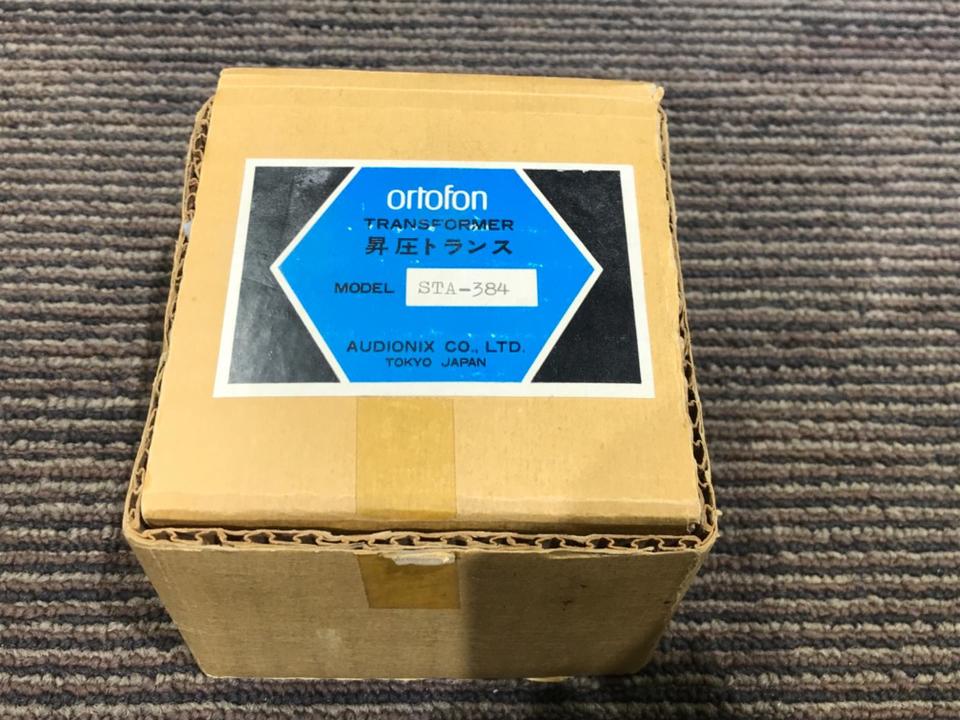 ortofon
TRANSFORMER
昇圧トランス
MODEL STA-384
AUDIONIX CO., LTD.
TOKYO JAPAN